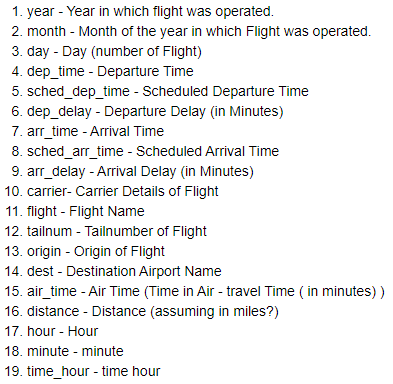 1. year - Year in which flight was operated.
2. month - Month of the year in which Flight was operated.
3. day - Day (number of Flight)
4. dep_time - Departure Time
5. sched_dep_time - Scheduled Departure Time
6. dep_delay - Departure Delay (in Minutes)
7. arr_time - Arrival Time
8. sched_arr_time - Scheduled Arrival Time
9. arr_delay - Arrival Delay (in Minutes)
10. carrier- Carrier Details of Flight
11. flight - Flight Name
12. tailnum - Tailnumber of Flight
13. origin - Origin of Flight
14. dest - Destination Airport Name
15. air_time - Air Time (Time in Air - travel Time ( in minutes) )
16. distance - Distance (assuming in miles?)
17. hour - Hour
18. minute - minute
19. time_hour - time hour